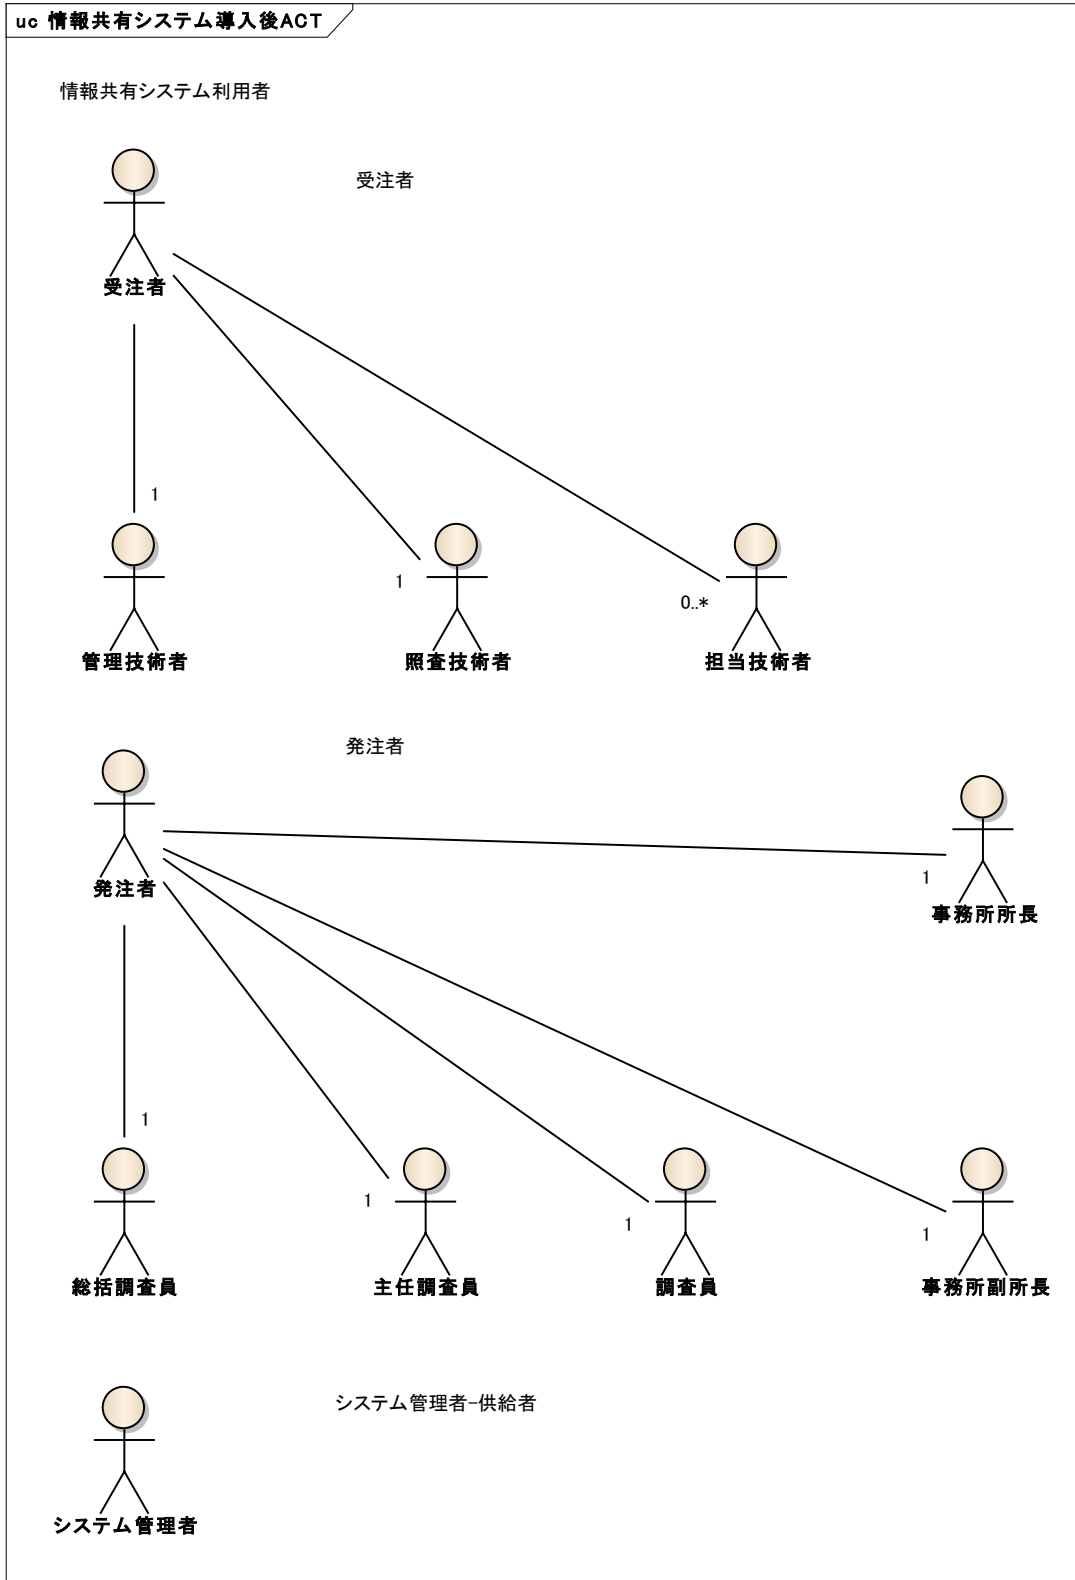 uc 情報共有システム導入後ACT
情報共有システム利用者
受注者
受注者
1
1
0..*
管理技術者
照査技術者
担当技術者
発注者
発注者
1
事務所所長
1
1
1
1
総括調査員
主任調査員
調査員
事務所副所長
システム管理者-供給者
システム管理者